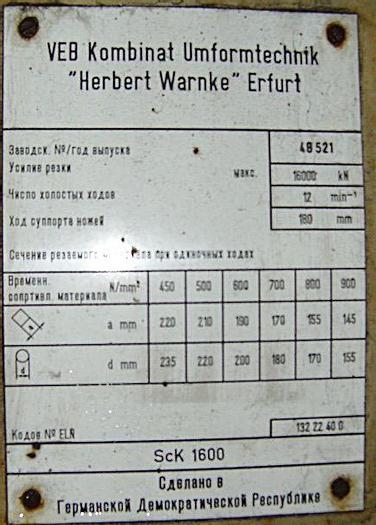 VEB Kombinat Umformtechnik
"Herbert Warnke" Erfurt
Заводск. №/год выпуска 48 521
Усилие резки макс. 16000 kN
Число холостых ходов 12 min⁻¹
Ход суппорта ножей 180 mm
Сечение резаемого материала при одиночных ходах
Временн. N/mm² 450 500 600 700 800 900
сопротивл. материала
a mm 220 210 190 170 155 145
d mm 235 220 200 180 170 155
Кодов № ELN 132 22 40 0
ScK 1600
Сделано в
Германской Демократической Республике